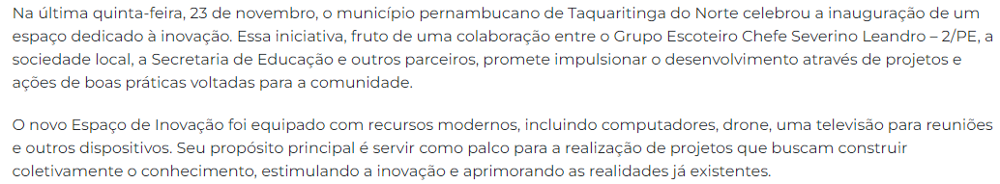 Na última quinta-feira, 23 de novembro, o município pernambucano de Taquaritinga do Norte celebrou a inauguração de um
espaço dedicado à inovação. Essa iniciativa, fruto de uma colaboração entre o Grupo Escoteiro Chefe Severino Leandro – 2/PE, a
sociedade local, a Secretaria de Educação e outros parceiros, promete impulsionar o desenvolvimento através de projetos e
ações de boas práticas voltadas para a comunidade.
O novo Espaço de Inovação foi equipado com recursos modernos, incluindo computadores, drone, uma televisão para reuniões
e outros dispositivos. Seu propósito principal é servir como palco para a realização de projetos que buscam construir
coletivamente o conhecimento, estimulando a inovação e aprimorando as realidades já existentes.